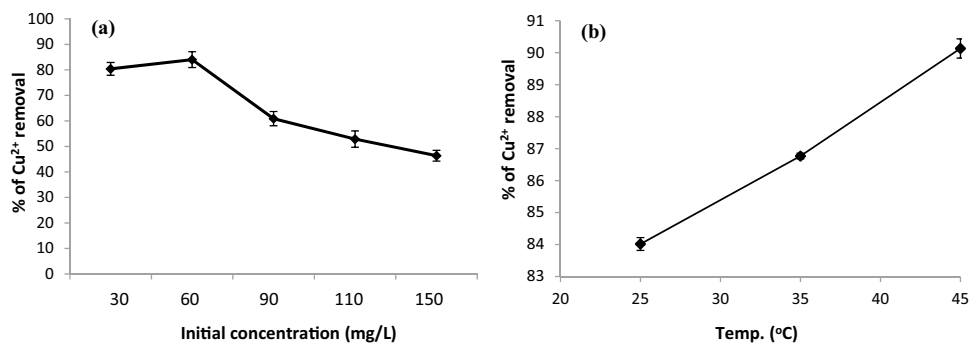 (a)
% of Cu²⁺ removal
100
90
80
70
60
50
40
30
20
10
0
30 60 90 110 150
Initial concentration (mg/L)
(b)
% of Cu²⁺ removal
91
90
89
88
87
86
85
84
83
20 25 30 35 40 45
Temp. (°C)